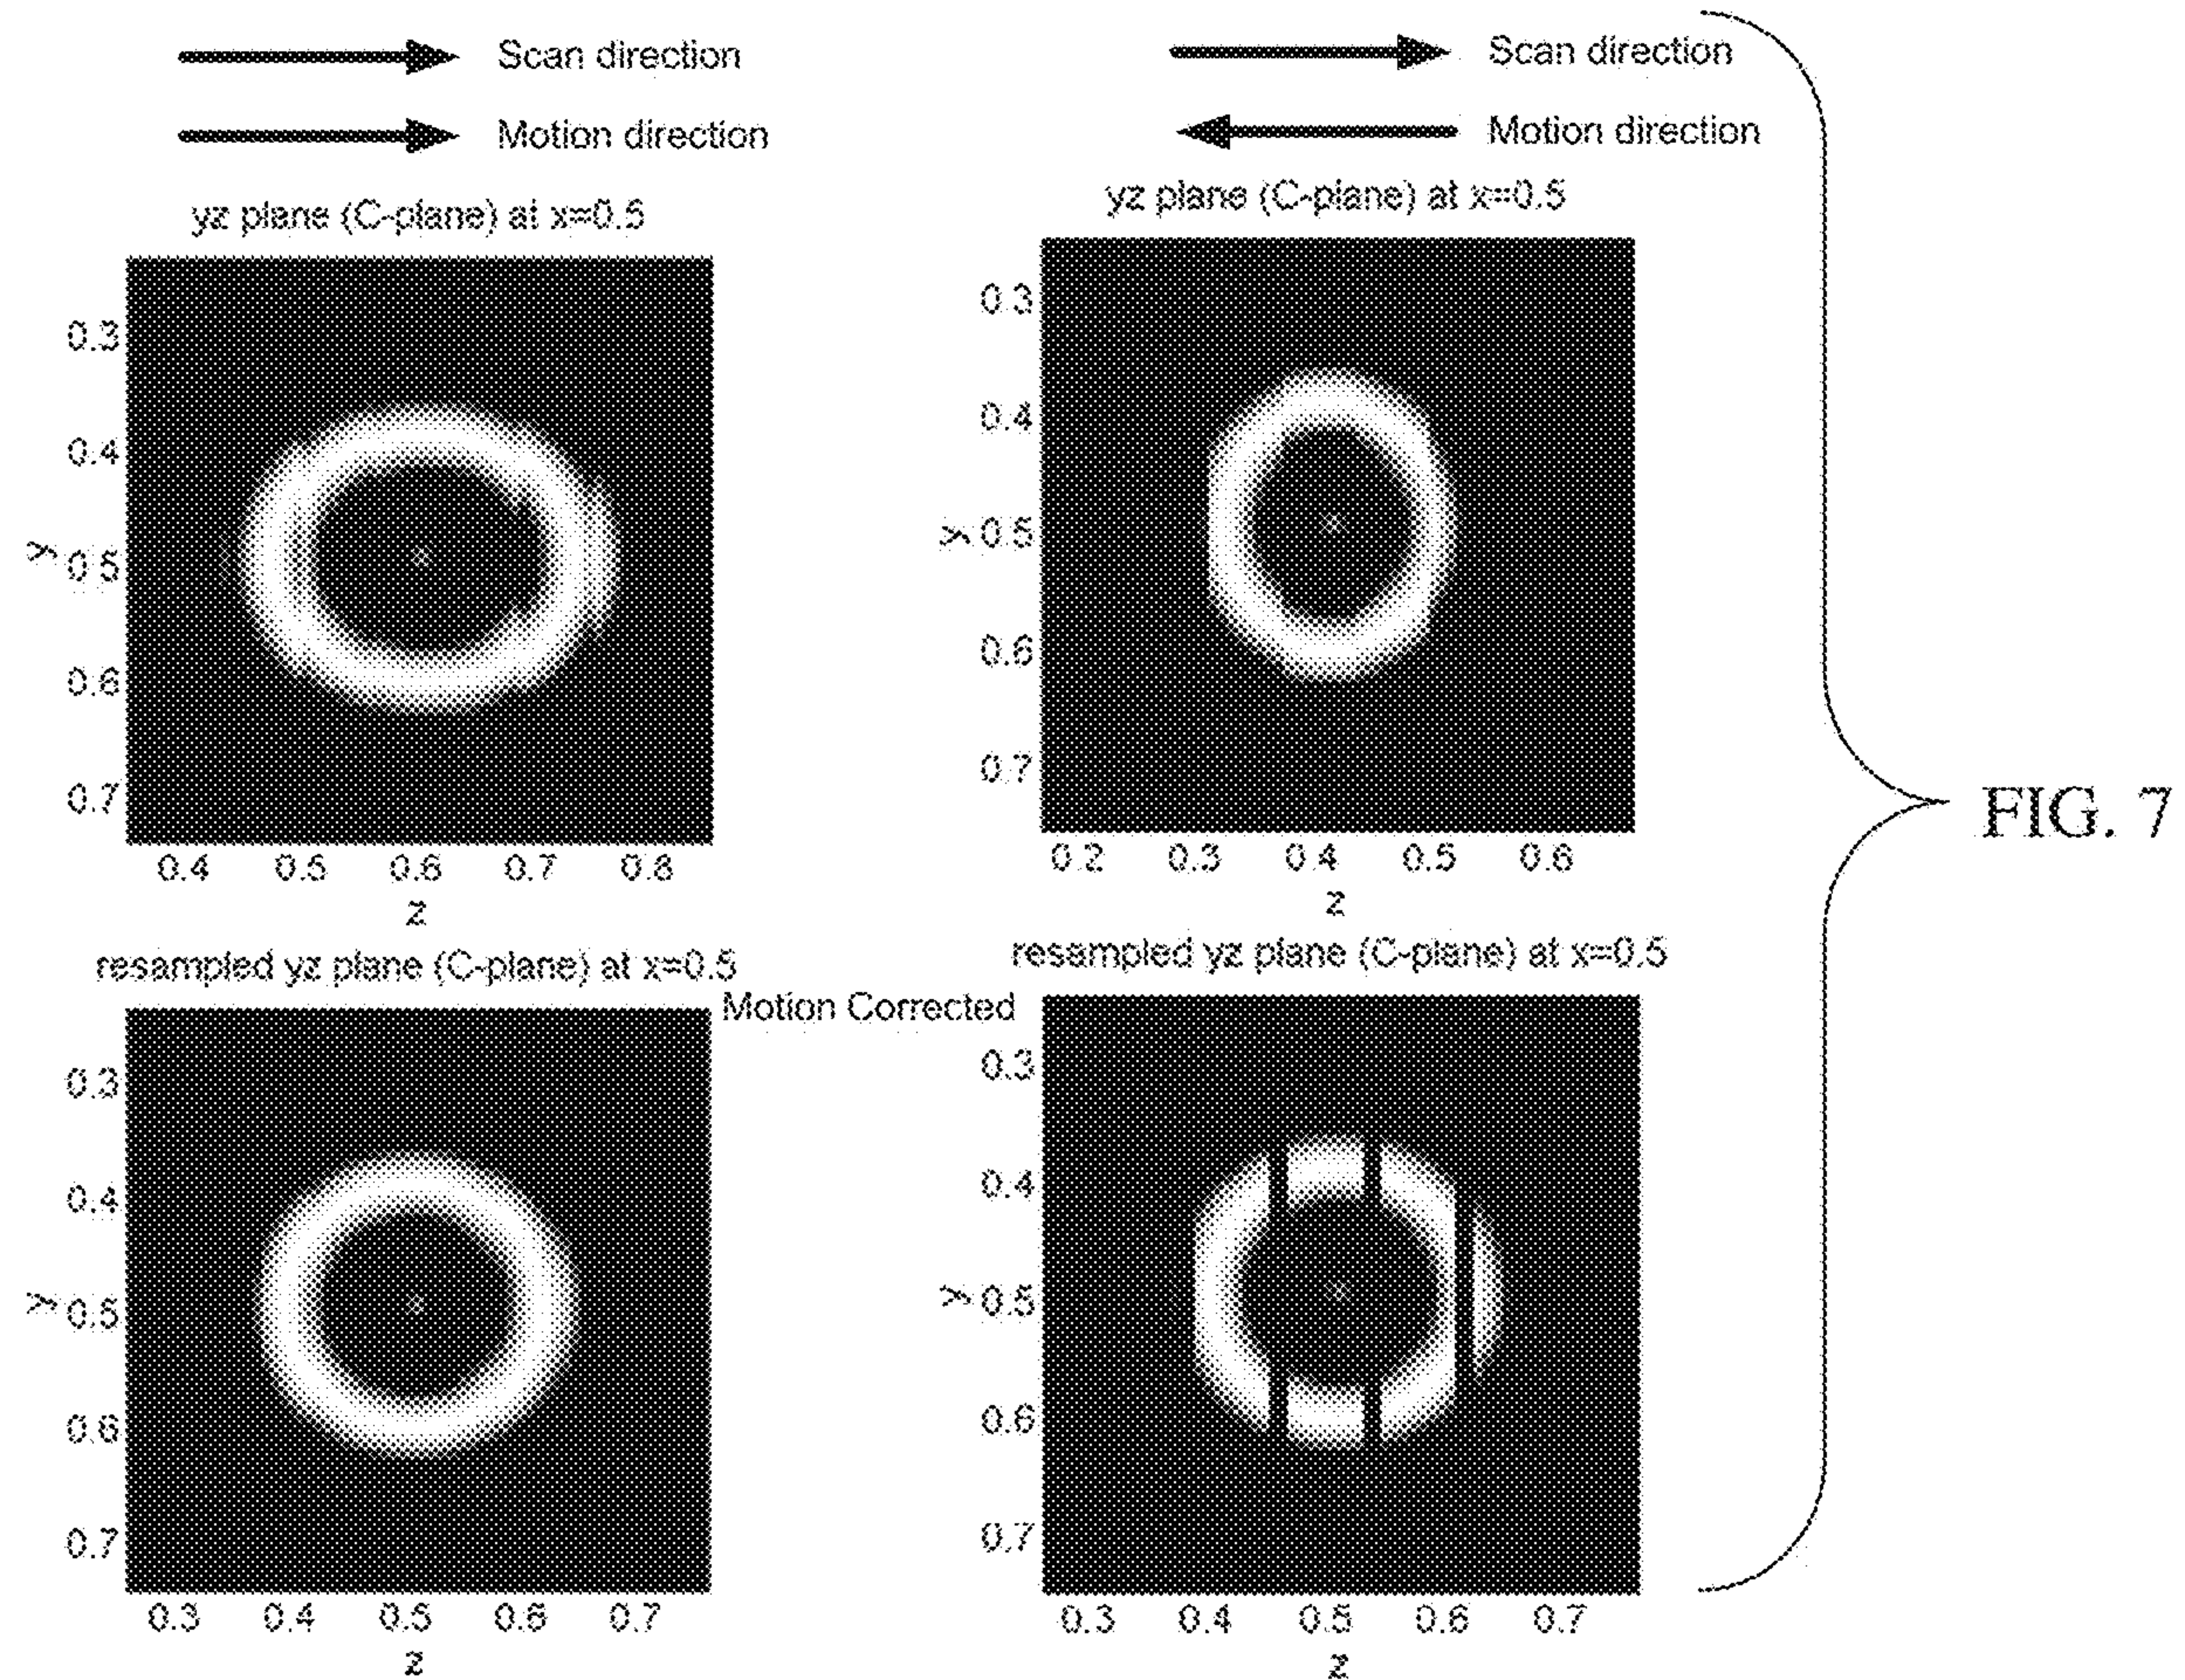 Scan direction
Motion direction
yz plane (C-plane) at x=0.5
0.3
0.4
y 0.5
0.6
0.7
0.4 0.5 0.6 0.7 0.8
z
Scan direction
Motion direction
yz plane (C-plane) at x=0.5
0.3
0.4
y 0.5
0.6
0.7
0.2 0.3 0.4 0.5 0.6
z
resampled yz plane (C-plane) at x=0.5
Motion Corrected
0.3
0.4
y 0.5
0.6
0.7
0.3 0.4 0.5 0.6 0.7
z
resampled yz plane (C-plane) at x=0.5
0.3
0.4
y 0.5
0.6
0.7
0.3 0.4 0.5 0.6 0.7
z
FIG. 7